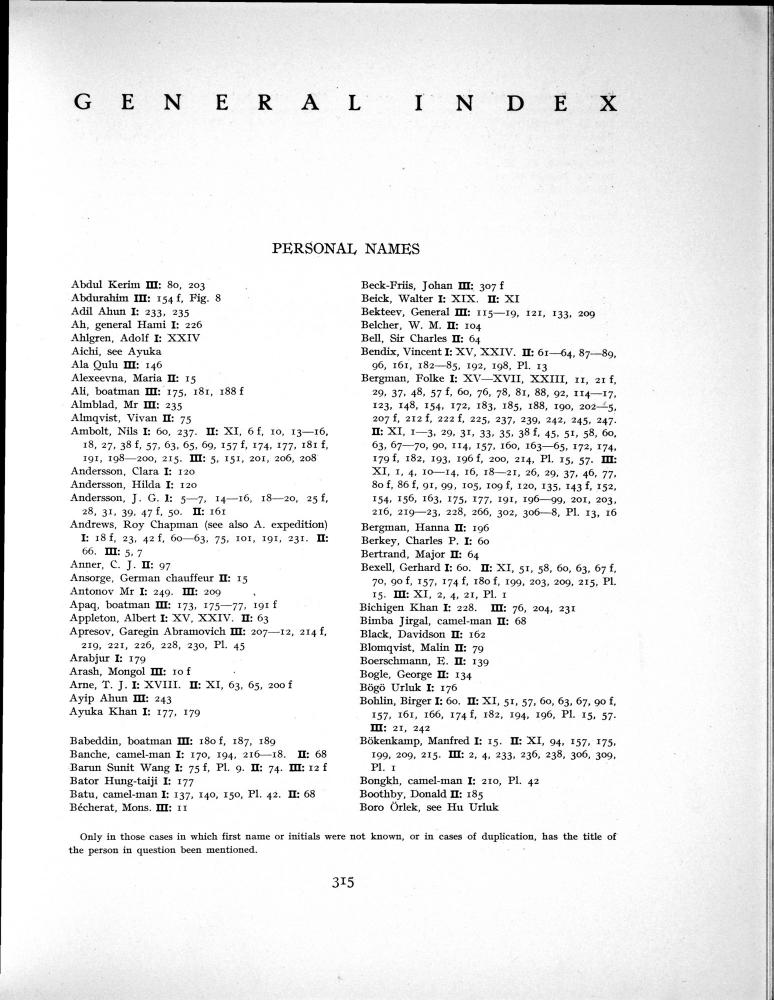 GENERAL INDEX
PERSONAL NAMES
Abdul Kerim III: 80, 203
Abdurahim III: 154 f, Fig. 8
Adil Ahun I: 233, 235
Ah, general Hami I: 226
Ahlgren, Adolf I: XXIV
Aichi, see Ayuka
Ala Qulu III: 146
Alexeevna, Maria II: 15
Ali, boatman III: 175, 181, 188 f
Almblad, Mr III: 235
Almqvist, Vivan II: 75
Ambolt, Nils I: 60, 237. II: XI, 6 f, 10, 13—16,
18, 27, 38 f, 57, 63, 65, 69, 157 f, 174, 177, 181 f,
191, 198—200, 215. III: 5, 151, 201, 206, 208
Andersson, Clara I: 120
Andersson, Hilda I: 120
Andersson, J. G. I: 5—7, 14—16, 18—20, 25 f,
28, 31, 39, 47 f, 50. II: 161
Andrews, Roy Chapman (see also A. expedition)
I: 18 f, 23, 42 f, 60—63, 75, 101, 191, 231. II:
66. III: 5, 7
Anner, C. J. II: 97
Ansorge, German chauffeur II: 15
Antonov Mr I: 249. III: 209
Apaq, boatman III: 173, 175—77, 191 f
Appleton, Albert I: XV, XXIV. II: 63
Apresov, Garegin Abramovich III: 207—12, 214 f,
219, 221, 226, 228, 230, Pl. 45
Arabjur I: 179
Arash, Mongol III: 10 f
Arne, T. J. I: XVIII. II: XI, 63, 65, 200 f
Ayip Ahun III: 243
Ayuka Khan I: 177, 179
Babeddin, boatman III: 180 f, 187, 189
Banche, camel-man I: 170, 194, 216—18. II: 68
Barun Sunit Wang I: 75 f, Pl. 9. II: 74. III: 12 f
Bator Hung-taiji I: 177
Batu, camel-man I: 137, 140, 150, Pl. 42. II: 68
Bécherat, Mons. III: 11
Beck-Friis, Johan III: 307 f
Beick, Walter I: XIX. II: XI
Bekteev, General III: 115—19, 121, 133, 209
Belcher, W. M. II: 104
Bell, Sir Charles II: 64
Bendix, Vincent I: XV, XXIV. II: 61—64, 87—89,
96, 161, 182—85, 192, 198, Pl. 13
Bergman, Folke I: XV—XVII, XXIII, 11, 21 f,
29, 37, 48, 57 f, 60, 76, 78, 81, 88, 92, 114—17,
123, 148, 154, 172, 183, 185, 188, 190, 202—5,
207 f, 212 f, 222 f, 225, 237, 239, 242, 245, 247.
II: XI, 1—3, 29, 31, 33, 35, 38 f, 45, 51, 58, 60,
63, 67—70, 90, 114, 157, 160, 163—65, 172, 174,
179 f, 182, 193, 196 f, 200, 214, Pl. 15, 57. III:
XI, 1, 4, 10—14, 16, 18—21, 26, 29, 37, 46, 77,
80 f, 86 f, 91, 99, 105, 109 f, 120, 135, 143 f, 152,
154, 156, 163, 175, 177, 191, 196—99, 201, 203,
216, 219—23, 228, 266, 302, 306—8, Pl. 13, 16
Bergman, Hanna II: 196
Berkey, Charles P. I: 60
Bertrand, Major II: 64
Bexell, Gerhard I: 60. II: XI, 51, 58, 60, 63, 67 f,
70, 90 f, 157, 174 f, 180 f, 199, 203, 209, 215, Pl.
15. III: XI, 2, 4, 21, Pl. 1
Bichigen Khan I: 228. III: 76, 204, 231
Bimba Jirgal, camel-man II: 68
Black, Davidson II: 162
Blomqvist, Malin II: 79
Boerschmann, E. II: 139
Bogle, George II: 134
Bögö Urluk I: 176
Bohlin, Birger I: 60. II: XI, 51, 57, 60, 63, 67, 90 f,
157, 161, 166, 174 f, 182, 194, 196, Pl. 15, 57.
III: 21, 242
Bökenkamp, Manfred I: 15. II: XI, 94, 157, 175,
199, 209, 215. III: 2, 4, 233, 236, 238, 306, 309,
Pl. 1
Bongkh, camel-man I: 210, Pl. 42
Boothby, Donald II: 185
Boro Örlek, see Hu Urluk
Only in those cases in which first name or initials were not known, or in cases of duplication, has the title of
the person in question been mentioned.
315